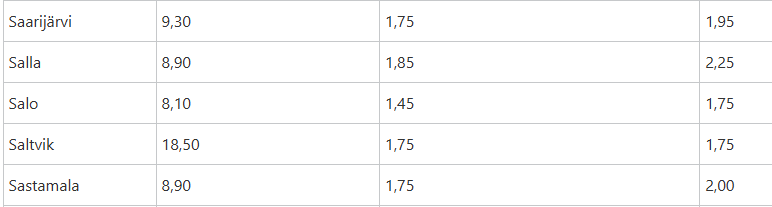 Saarijärvi 9,30 1,75 1,95
Salla 8,90 1,85 2,25
Salo 8,10 1,45 1,75
Saltvik 18,50 1,75 1,75
Sastamala 8,90 1,75 2,00